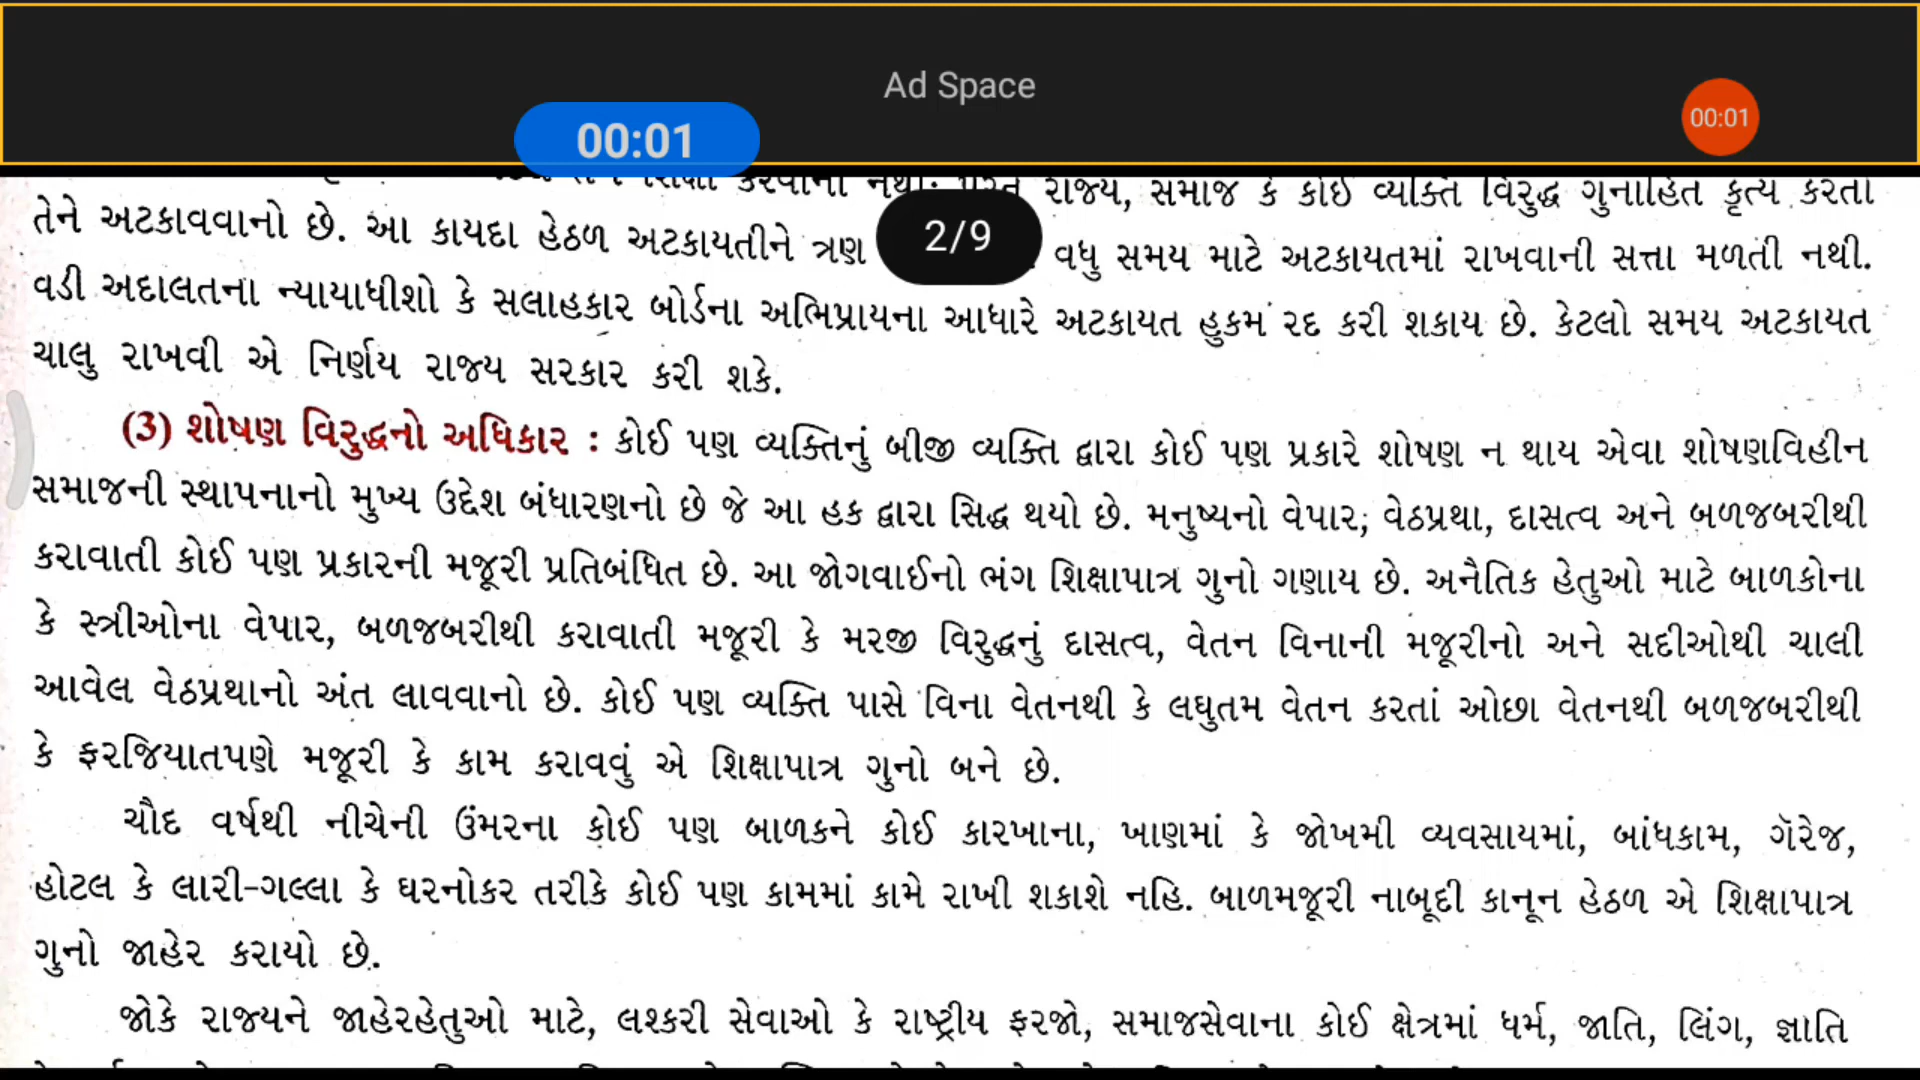 Ad Space
00:01
00:01
શિક્ષા કરવાના નથી; પરંતુ રાજ્ય, સમાજ કે કોઈ વ્યક્તિ વિરુદ્ધ ગુનાહિત કૃત્ય કરતા
2/9
તેને અટકાવવાનો છે. આ કાયદા હેઠળ અટકાયતીને ત્રણ વધુ સમય માટે અટકાયતમાં રાખવાની સત્તા મળતી નથી.
વડી અદાલતના ન્યાયાધીશો કે સલાહકાર બોર્ડના અભિપ્રાયના આધારે અટકાયત હુકમ રદ કરી શકાય છે. કેટલો સમય અટકાયત
ચાલુ રાખવી એ નિર્ણય રાજ્ય સરકાર કરી શકે.
(3) શોષણ વિરુદ્ધનો અધિકાર : કોઈ પણ વ્યક્તિનું બીજી વ્યક્તિ દ્વારા કોઈ પણ પ્રકારે શોષણ ન થાય એવા શોષણવિહીન
સમાજની સ્થાપનાનો મુખ્ય ઉદ્દેશ બંધારણનો છે જે આ હક દ્વારા સિદ્ધ થયો છે. મનુષ્યનો વેપાર; વેઠપ્રથા, દાસત્વ અને બળજબરીથી
કરાવાતી કોઈ પણ પ્રકારની મજૂરી પ્રતિબંધિત છે. આ જોગવાઈનો ભંગ શિક્ષાપાત્ર ગુનો ગણાય છે. અનૈતિક હેતુઓ માટે બાળકોના
કે સ્ત્રીઓના વેપાર, બળજબરીથી કરાવાતી મજૂરી કે મરજી વિરુદ્ધનું દાસત્વ, વેતન વિનાની મજૂરીનો અને સદીઓથી ચાલી
આવેલ વેઠપ્રથાનો અંત લાવવાનો છે. કોઈ પણ વ્યક્તિ પાસે વિના વેતનથી કે લઘુતમ વેતન કરતાં ઓછા વેતનથી બળજબરીથી
કે ફરજિયાતપણે મજૂરી કે કામ કરાવવું એ શિક્ષાપાત્ર ગુનો બને છે.
ચૌદ વર્ષથી નીચેની ઉંમરના કોઈ પણ બાળકને કોઈ કારખાના, ખાણમાં કે જોખમી વ્યવસાયમાં, બાંધકામ, ગૅરેજ,
હોટલ કે લારી-ગલ્લા કે ઘરનોકર તરીકે કોઈ પણ કામમાં કામે રાખી શકાશે નહિ. બાળમજૂરી નાબૂદી કાનૂન હેઠળ એ શિક્ષાપાત્ર
ગુનો જાહેર કરાયો છે.
જોકે રાજ્યને જાહેરહેતુઓ માટે, લશ્કરી સેવાઓ કે રાષ્ટ્રીય ફરજો, સમાજસેવાના કોઈ ક્ષેત્રમાં ધર્મ, જાતિ, લિંગ, જ્ઞાતિ